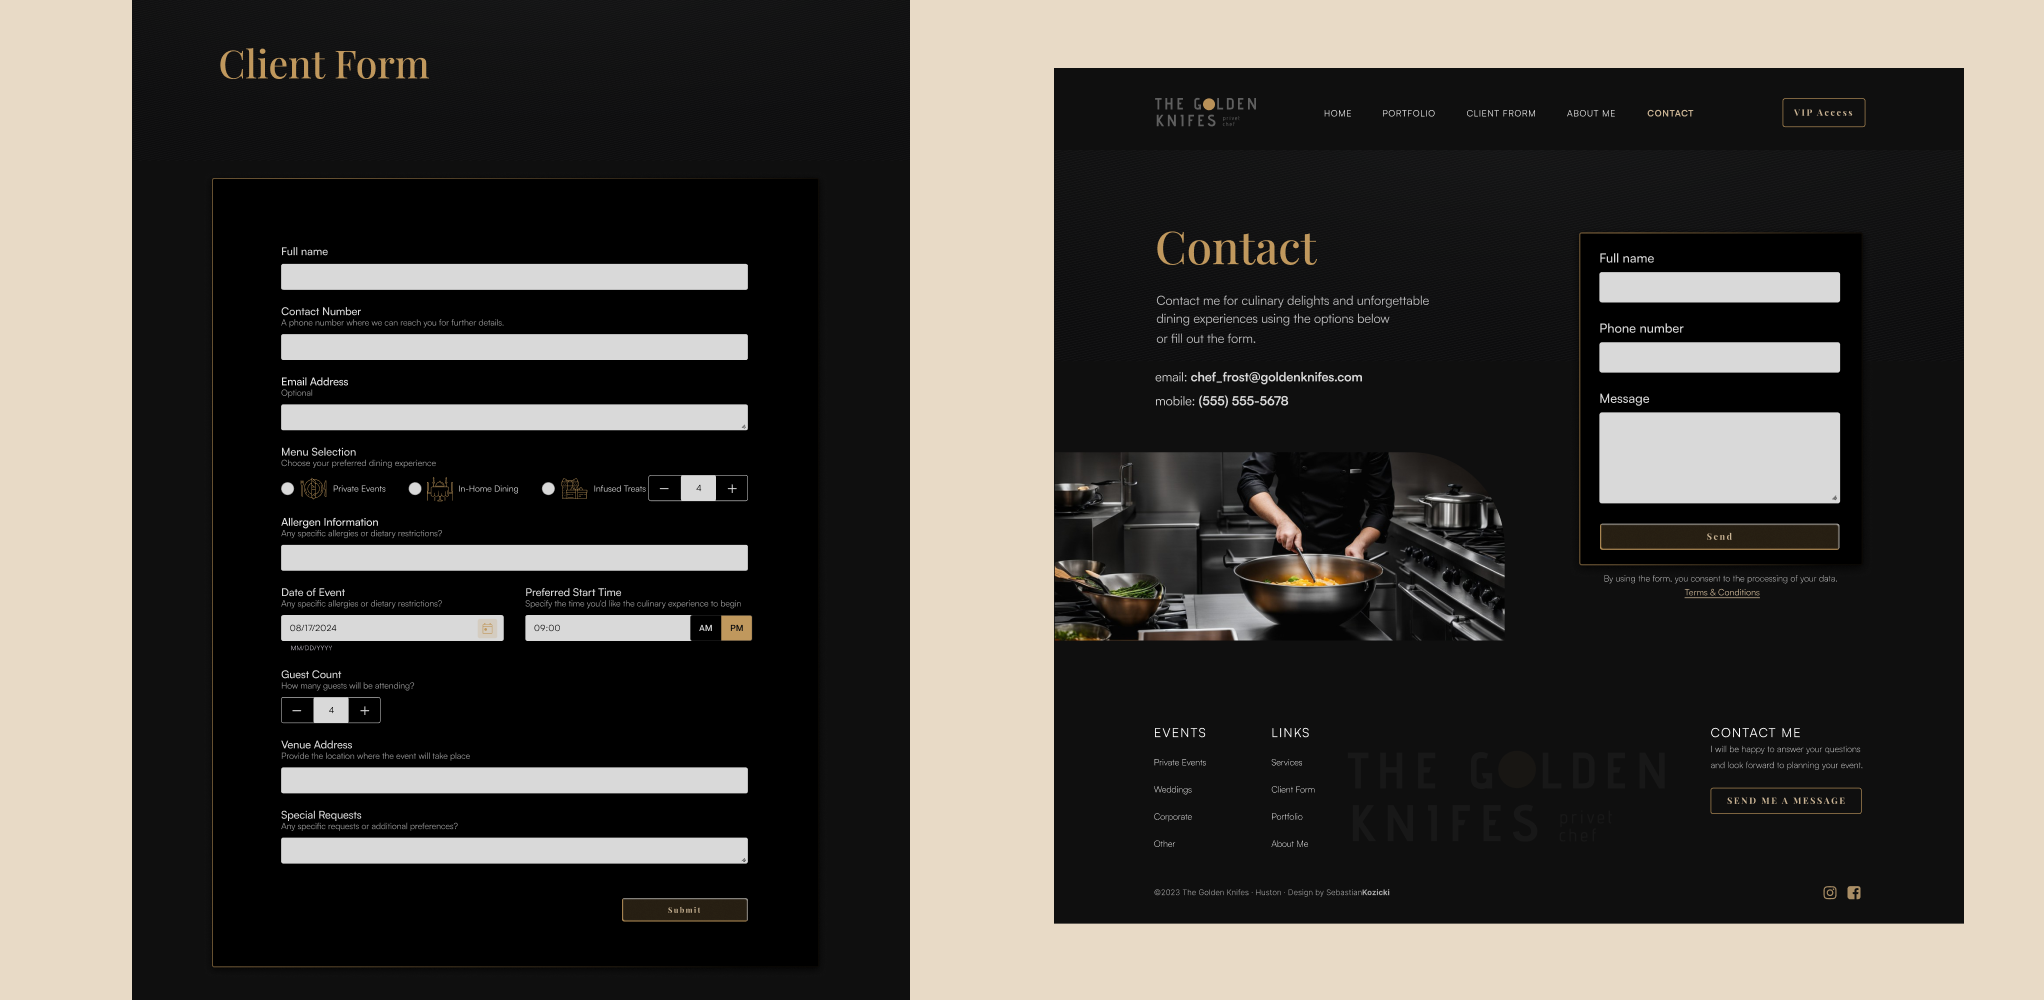 Client Form
Full name
Contact Number
A phone number where we can reach you for further details.
Email Address
Optional
Menu Selection
Choose your preferred dining experience
Private Events
In-Home Dining
Infused Treats
4
Allergen Information
Any specific allergies or dietary restrictions?
Date of Event
Any specific allergies or dietary restrictions?
08/17/2024
MM/DD/YYYY
Preferred Start Time
Specify the time you'd like the culinary experience to begin
09:00
AM
PM
Guest Count
How many guests will be attending?
4
Venue Address
Provide the location where the event will take place
Special Requests
Any specific requests or additional preferences?
Submit
THE GOLDEN
KNIFES privet
chef
HOME
PORTFOLIO
CLIENT FRORM
ABOUT ME
CONTACT
VIP Access
Contact
Contact me for culinary delights and unforgettable
dining experiences using the options below
or fill out the form.
email: chef_frost@goldenknifes.com
mobile: (555) 555-5678
Full name
Phone number
Message
Send
By using the form, you consent to the processing of your data.
Terms & Conditions
EVENTS
Private Events
Weddings
Corporate
Other
LINKS
Services
Client Form
Portfolio
About Me
THE GOLDEN
KNIFES privet
chef
CONTACT ME
I will be happy to answer your questions
and look forward to planning your event.
SEND ME A MESSAGE
©2023 The Golden Knifes · Huston · Design by SebastianKozicki